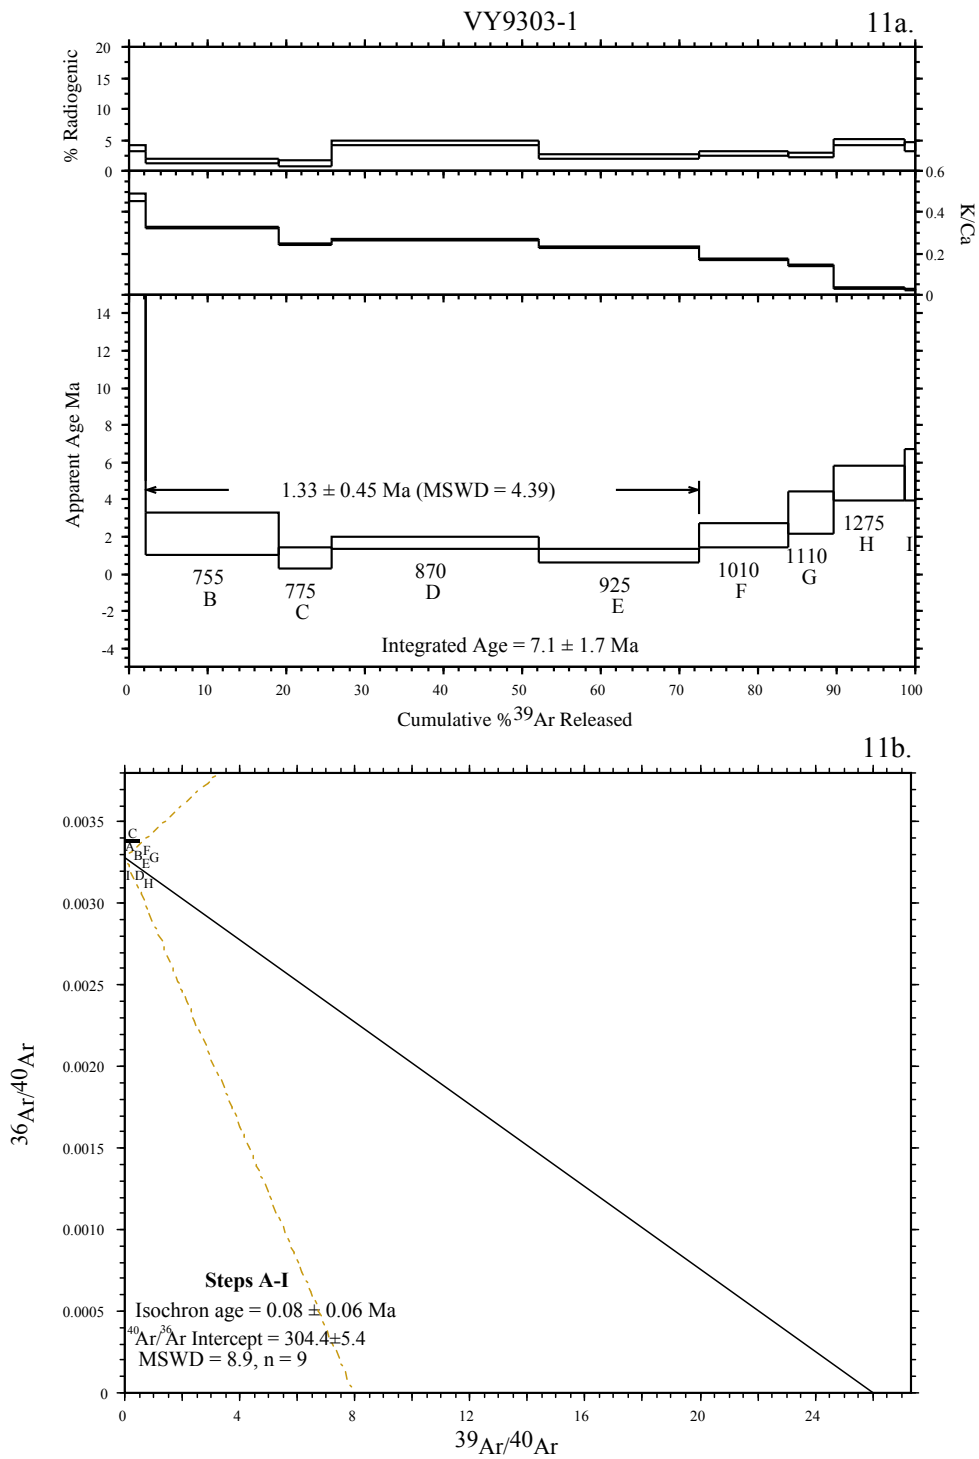 VY9303-1
11a.
20
15
10
5
0
% Radiogenic
0.6
0.4
0.2
0
K/Ca
14
12
10
8
6
4
2
0
-2
-4
Apparent Age Ma
1.33 ± 0.45 Ma (MSWD = 4.39)
755
B
775
C
870
D
925
E
1010
F
1110
G
1275
H
I
Integrated Age = 7.1 ± 1.7 Ma
0 10 20 30 40 50 60 70 80 90 100
Cumulative %39Ar Released
11b.
0.0035
0.0030
0.0025
0.0020
0.0015
0.0010
0.0005
0
36Ar/40Ar
C
A B F G
E
I D H
Steps A-I
Isochron age = 0.08 ± 0.06 Ma
40Ar/36Ar Intercept = 304.4±5.4
MSWD = 8.9, n = 9
0 4 8 12 16 20 24
39Ar/40Ar